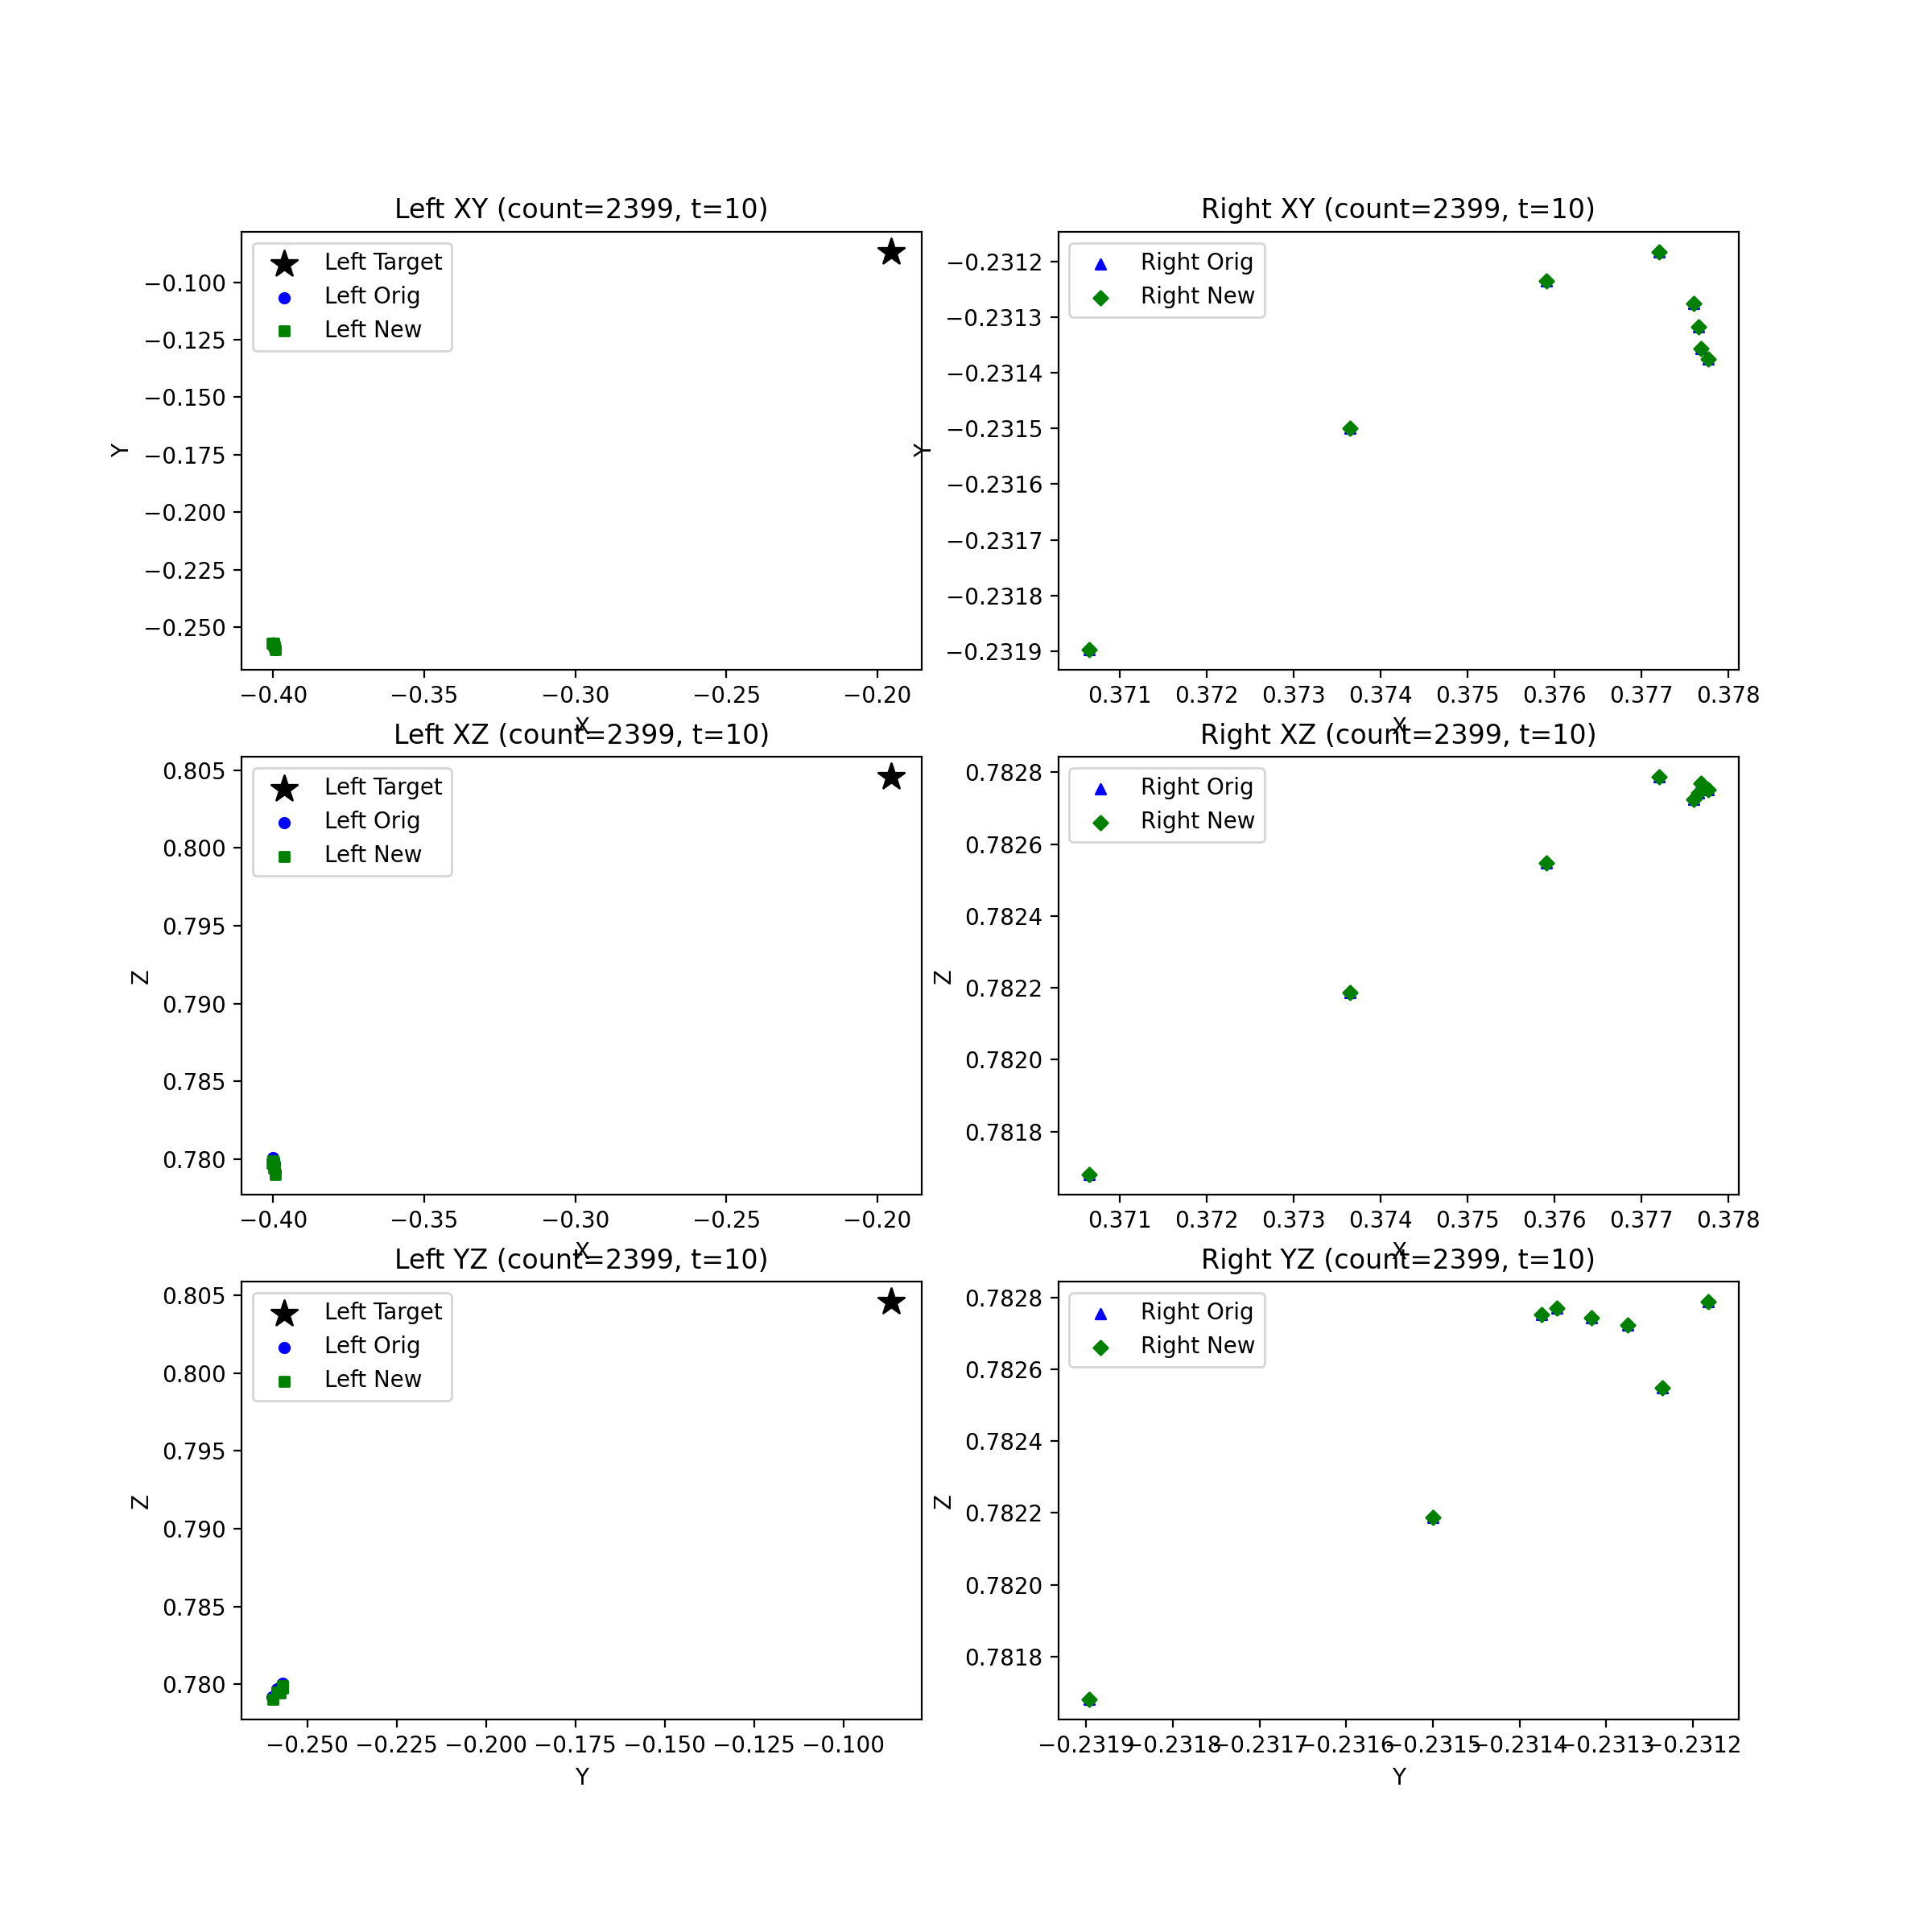 Left XY (count=2399, t=10)
Left Target
Left Orig
Left New
−0.100
−0.125
−0.150
−0.175
−0.200
−0.225
−0.250
Y
−0.40 −0.35 −0.30 −0.25 −0.20
X
Right XY (count=2399, t=10)
Right Orig
Right New
−0.2312
−0.2313
−0.2314
−0.2315
−0.2316
−0.2317
−0.2318
−0.2319
Y
0.371 0.372 0.373 0.374 0.375 0.376 0.377 0.378
X
Left XZ (count=2399, t=10)
Left Target
Left Orig
Left New
0.805
0.800
0.795
0.790
0.785
0.780
Z
−0.40 −0.35 −0.30 −0.25 −0.20
X
Right XZ (count=2399, t=10)
Right Orig
Right New
0.7828
0.7826
0.7824
0.7822
0.7820
0.7818
Z
0.371 0.372 0.373 0.374 0.375 0.376 0.377 0.378
X
Left YZ (count=2399, t=10)
Left Target
Left Orig
Left New
0.805
0.800
0.795
0.790
0.785
0.780
Z
−0.250 −0.225 −0.200 −0.175 −0.150 −0.125 −0.100
Y
Right YZ (count=2399, t=10)
Right Orig
Right New
0.7828
0.7826
0.7824
0.7822
0.7820
0.7818
Z
−0.2319 −0.2318 −0.2317 −0.2316 −0.2315 −0.2314 −0.2313 −0.2312
Y